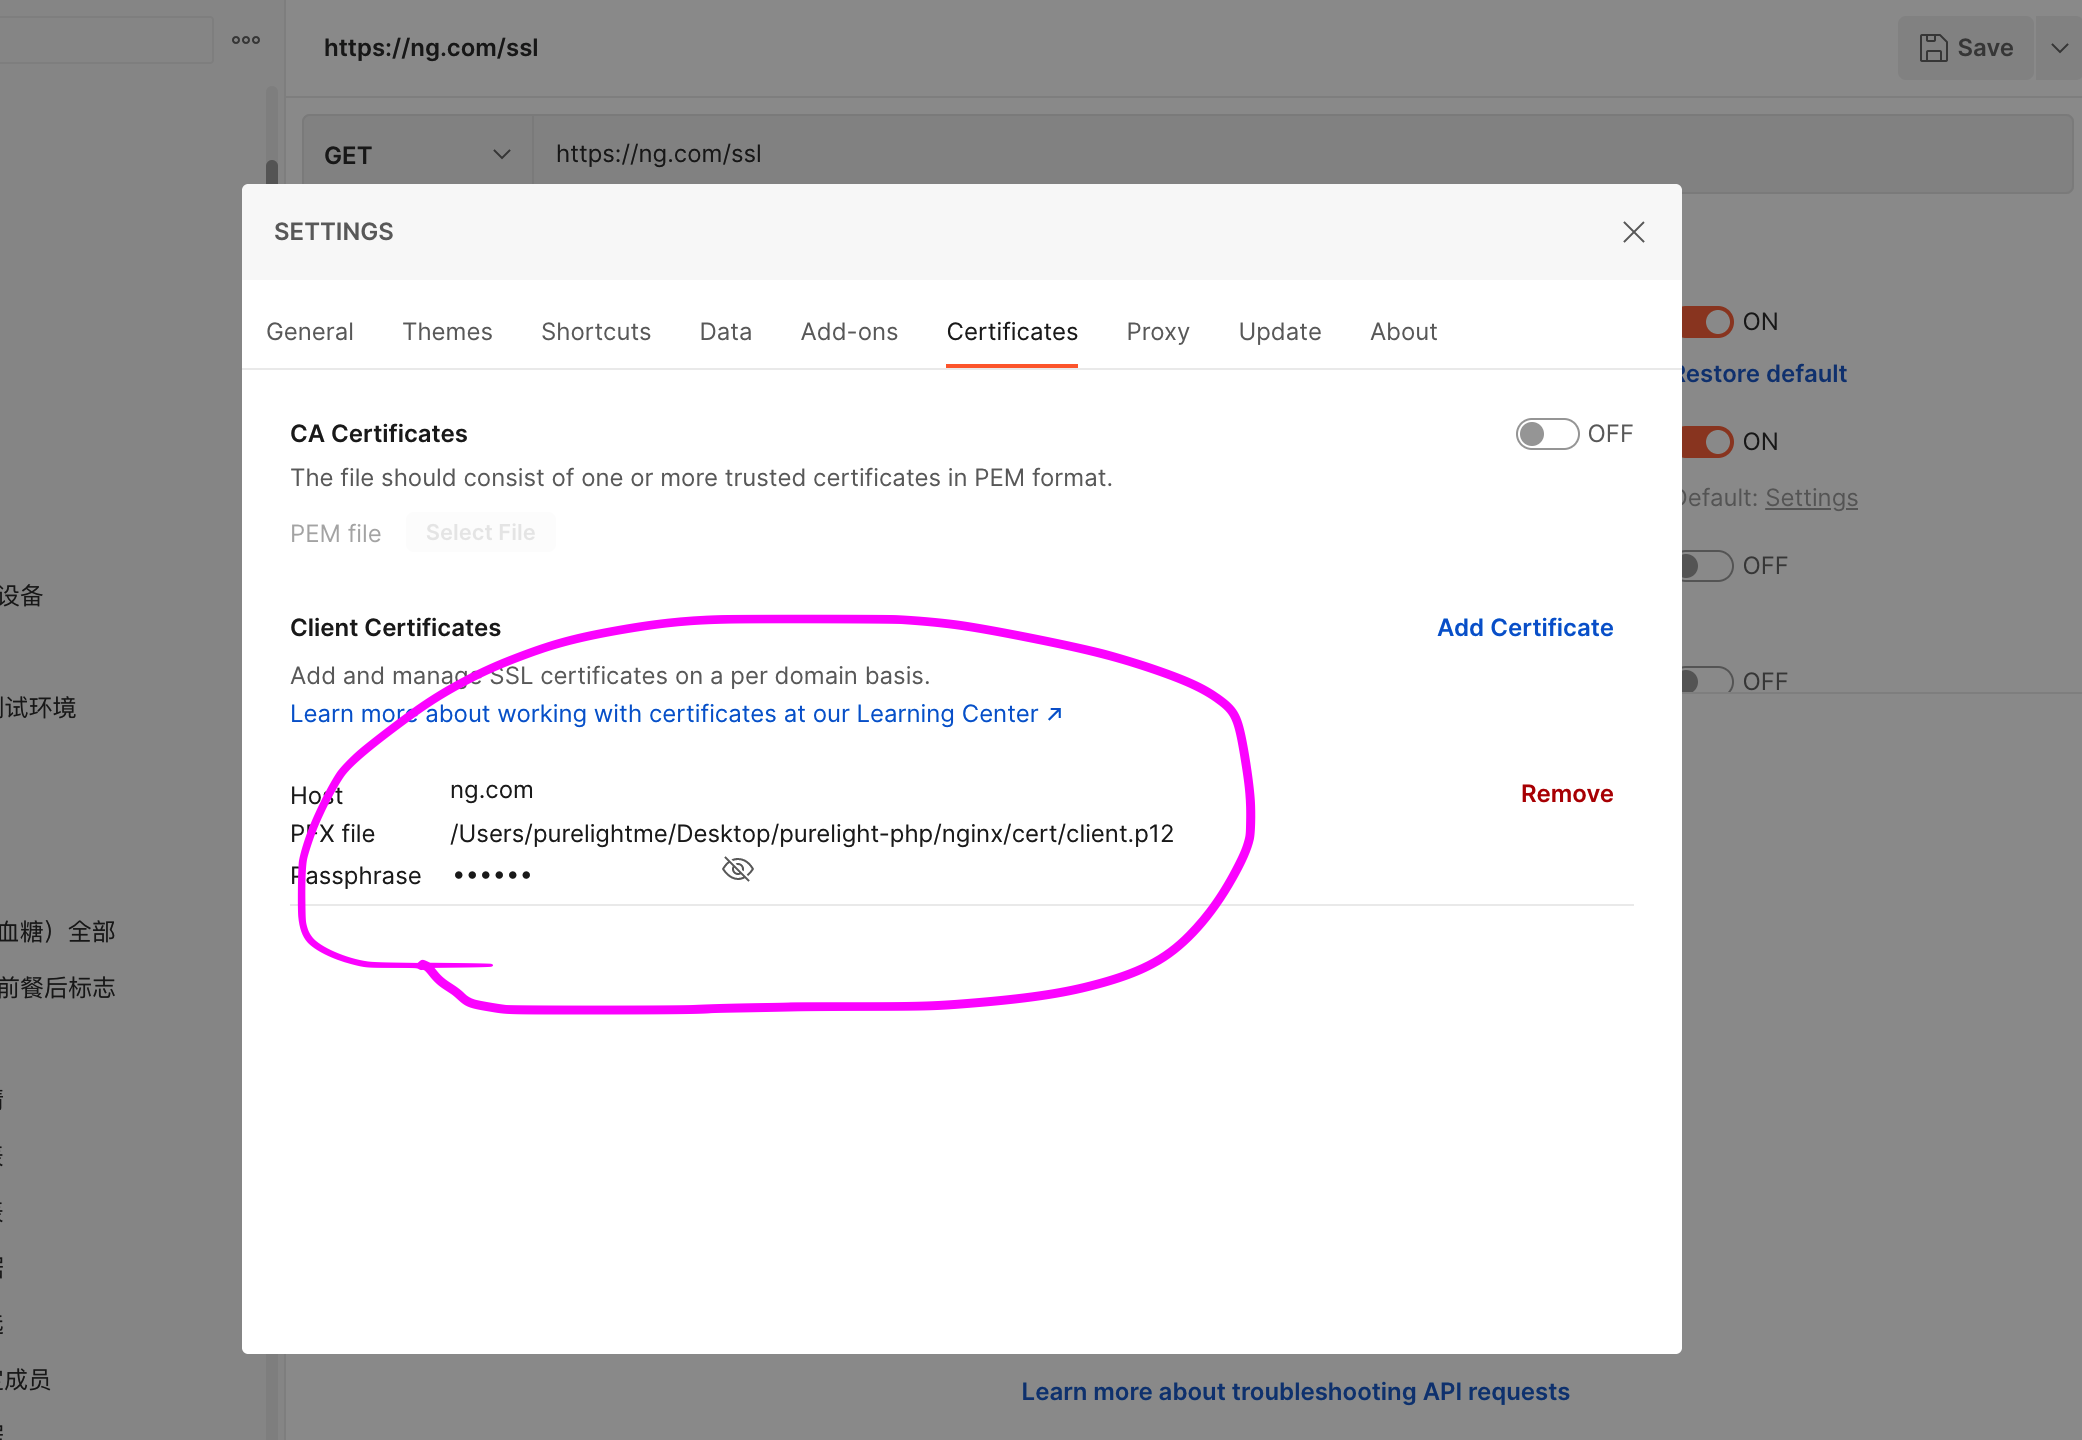 https://ng.com/ssl
Save
GET
https://ng.com/ssl
SETTINGS
General Themes Shortcuts Data Add-ons Certificates Proxy Update About
ON
Restore default
CA Certificates
OFF
ON
The file should consist of one or more trusted certificates in PEM format.
Default: Settings
PEM file Select File
OFF
设备
Client Certificates
Add Certificate
Add and manage SSL certificates on a per domain basis.
OFF
试环境
Learn more about working with certificates at our Learning Center ↗
Host ng.com
Remove
PFX file /Users/purelightme/Desktop/purelight-php/nginx/cert/client.p12
Passphrase ••••••
血糖）全部
前餐后标志
成员
Learn more about troubleshooting API requests